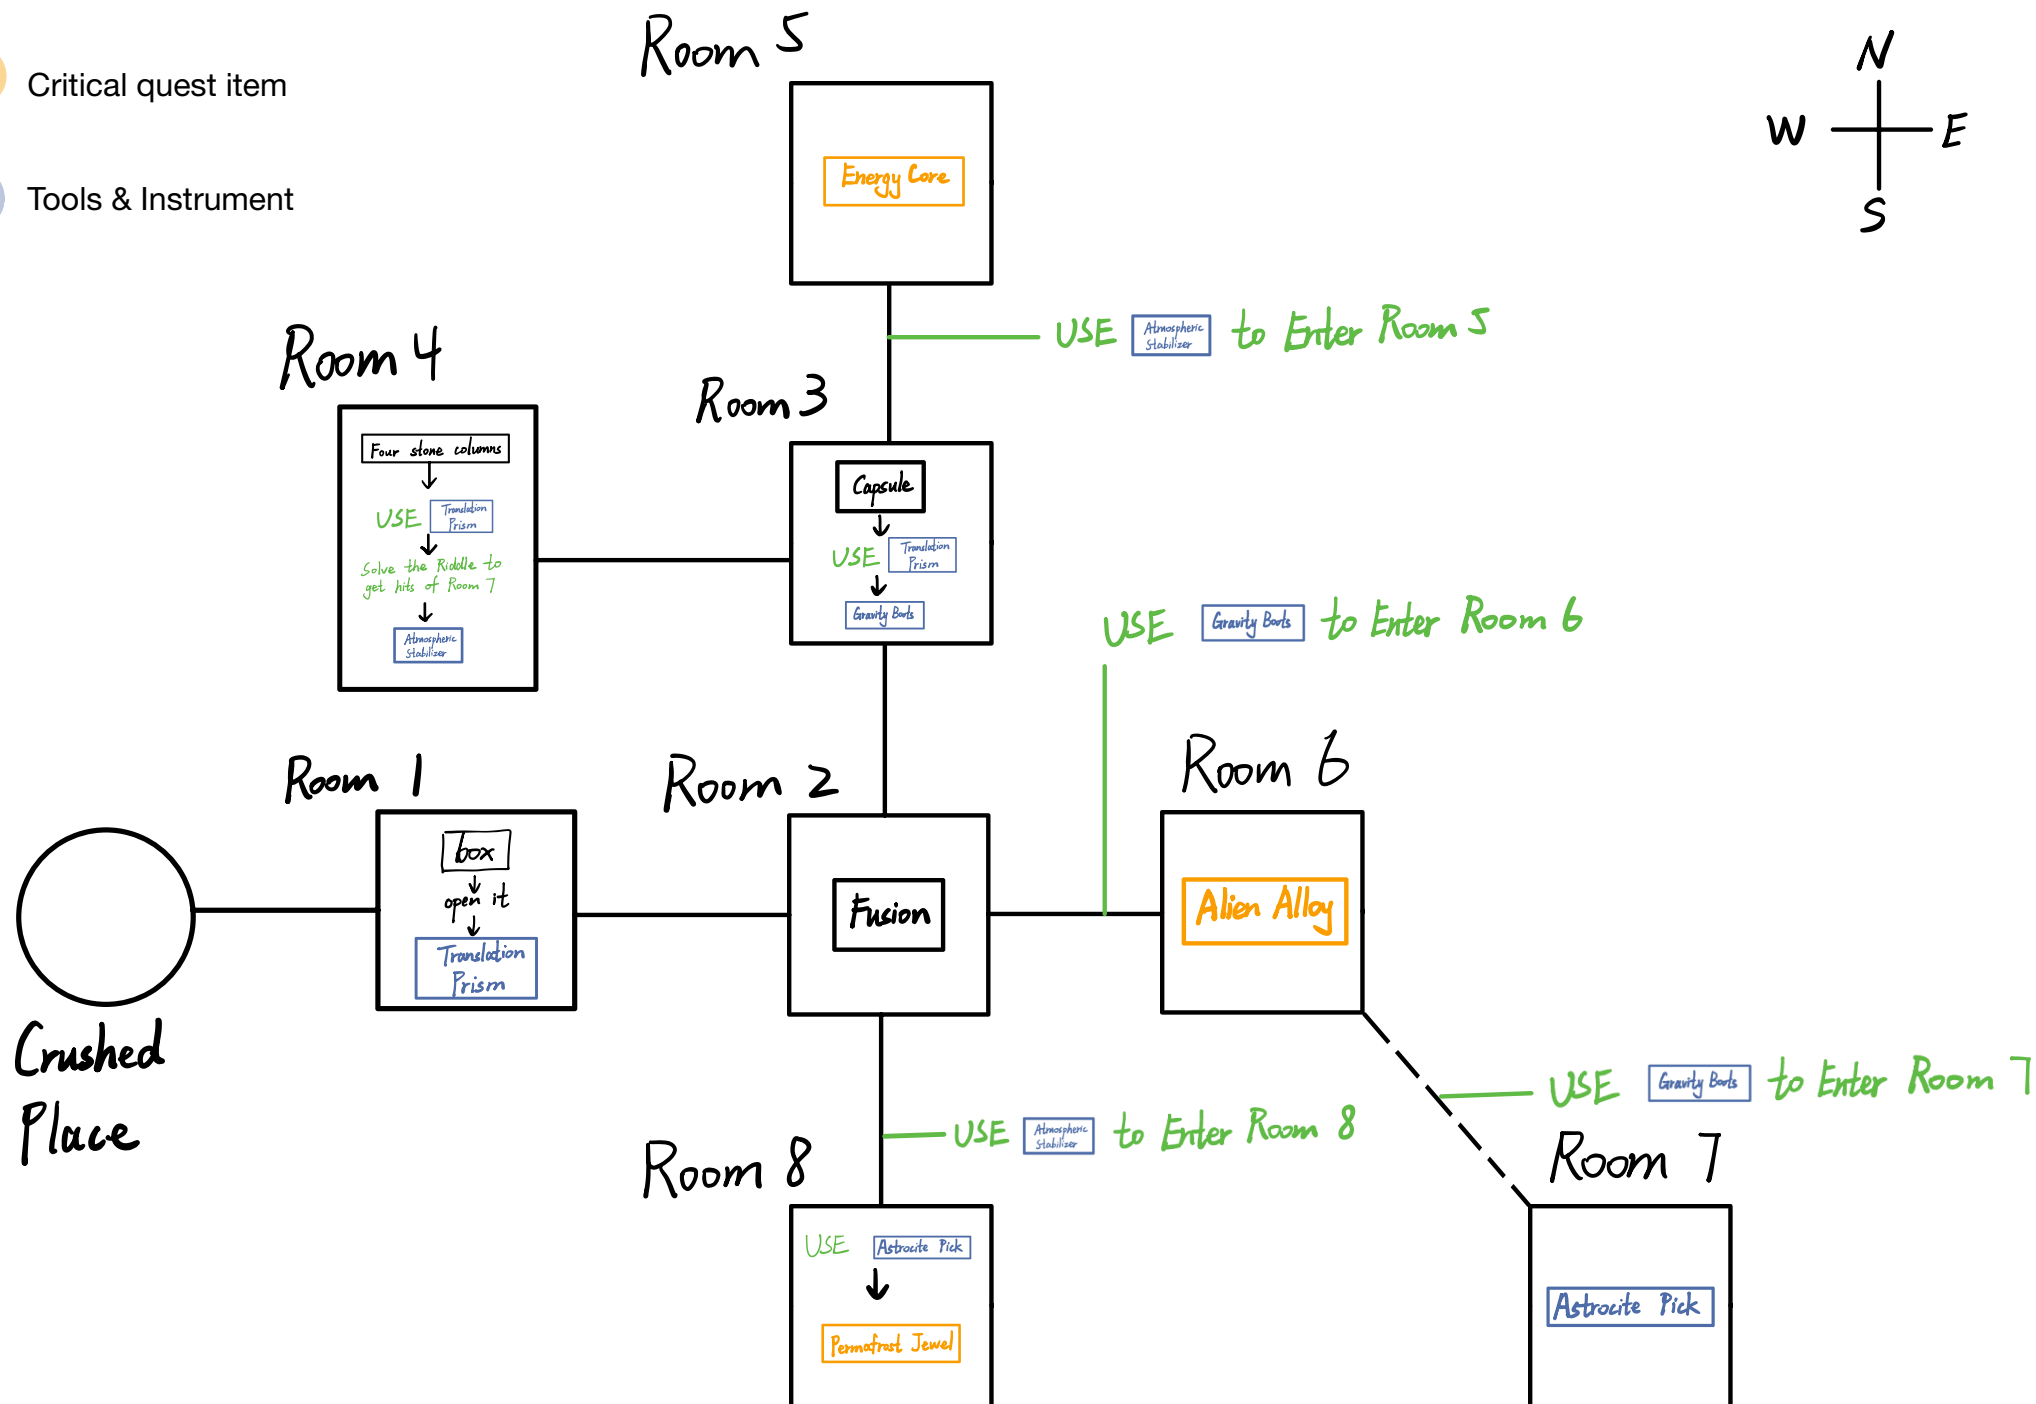 Critical quest item
Tools & Instrument
N
W E
S
Room 5
Energy Core
USE Atmospheric Stabilizer to Enter Room 5
Room 4
Four stone columns
USE Translation Prism
Solve the Riddle to
get hits of Room 7
Atmospheric
Stabilizer
Room 3
Capsule
USE Translation Prism
Gravity Boots
USE Gravity Boots to Enter Room 6
Room 1
box
open it
Translation
Prism
Room 2
Fusion
Room 6
Alien Alloy
Crushed
Place
USE Gravity Boots to Enter Room 7
USE Atmospheric Stabilizer to Enter Room 8
Room 8
USE Astrocite Pick
Permafrost Jewel
Room 7
Astrocite Pick